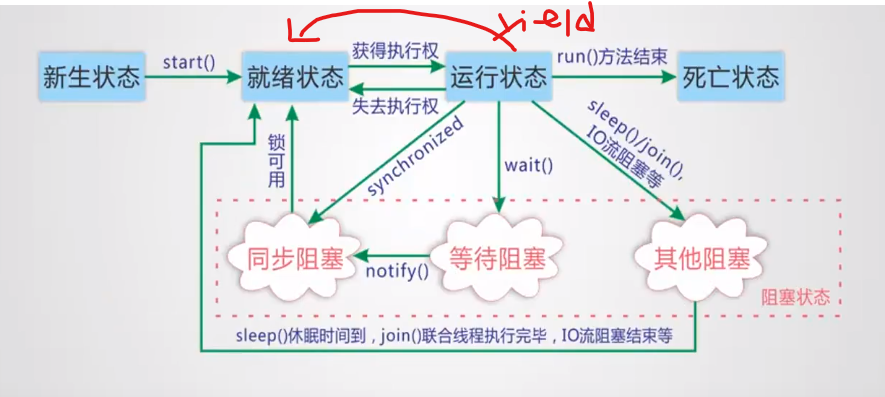 yield
获得执行权
start()
run()方法结束
新生状态
就绪状态
运行状态
死亡状态
失去执行权
锁可用
synchronized
wait()
sleep()/join(),
IO流阻塞等
同步阻塞
notify()
等待阻塞
其他阻塞
阻塞状态
sleep()休眠时间到，join()联合线程执行完毕，IO流阻塞结束等